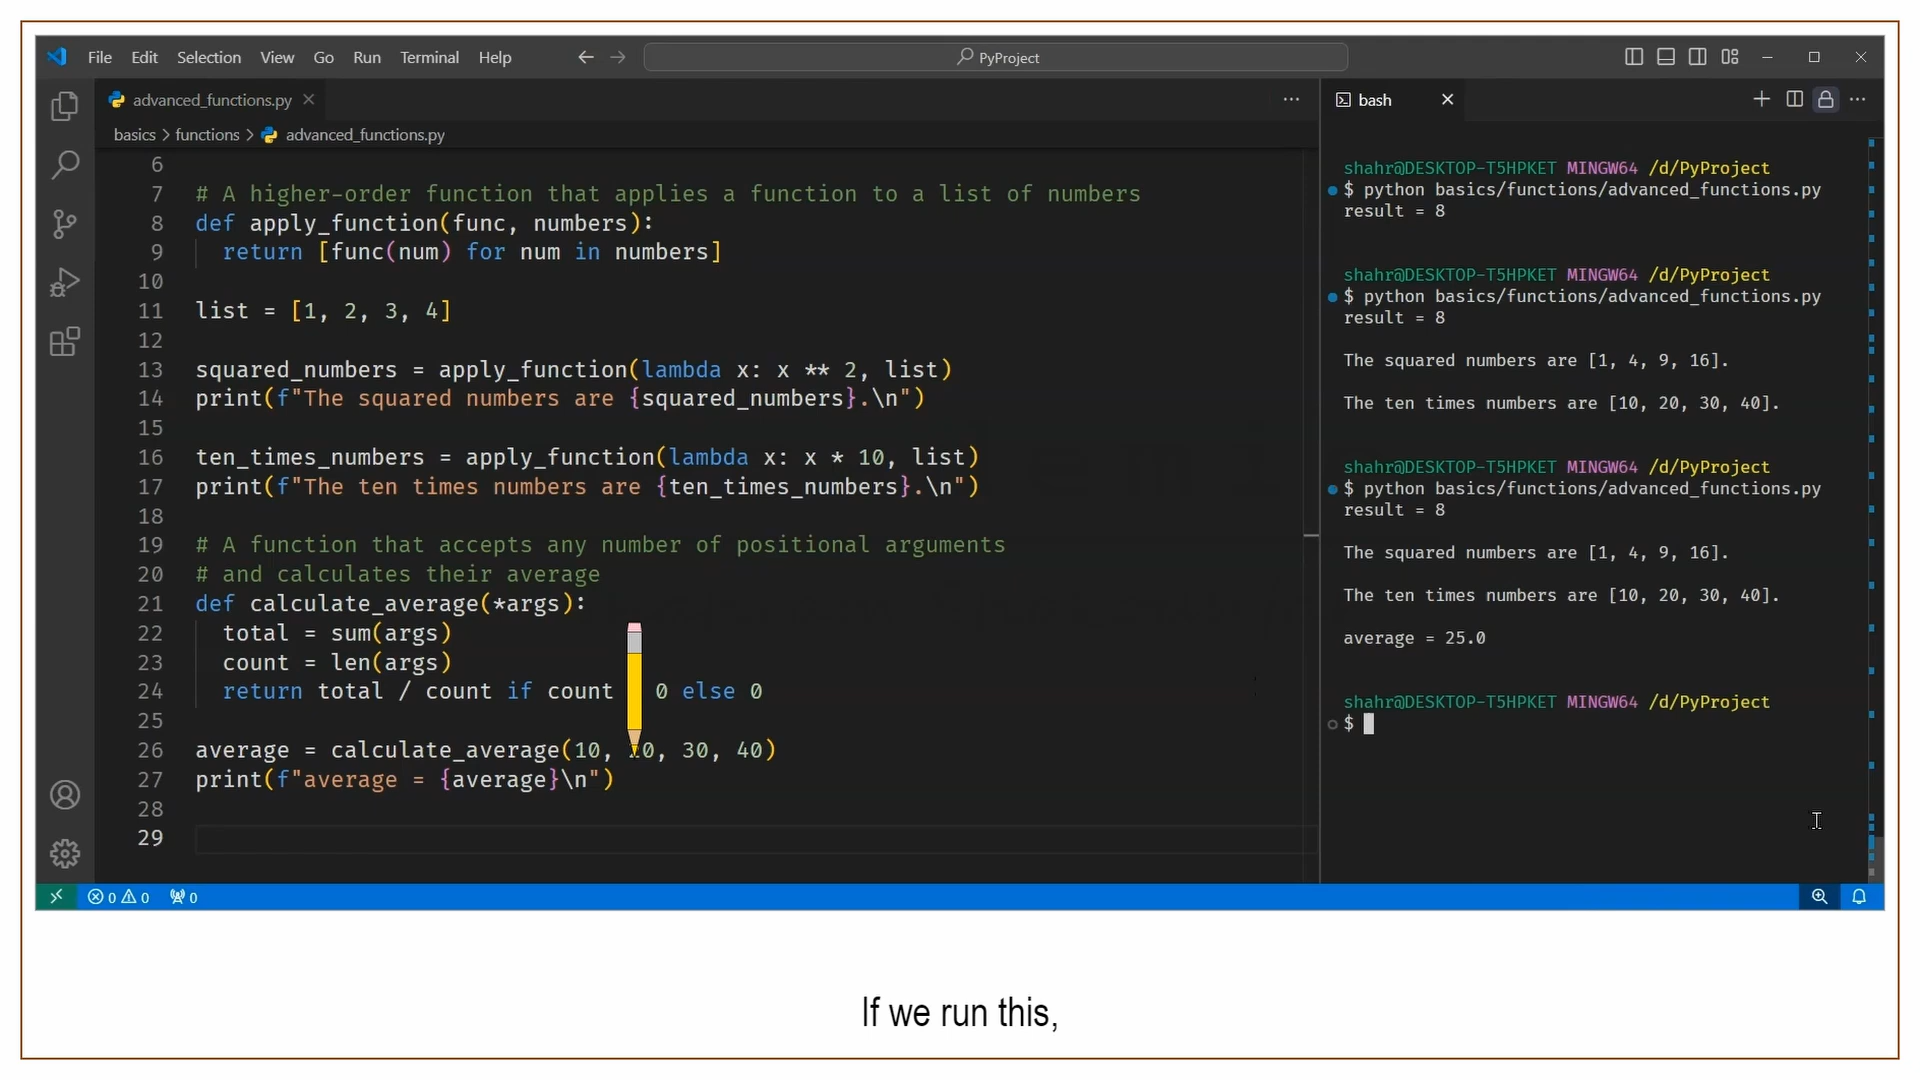 File Edit Selection View Go Run Terminal Help
PyProject
advanced_functions.py
basics > functions > advanced_functions.py
6
7 # A higher-order function that applies a function to a list of numbers
8 def apply_function(func, numbers):
9 return [func(num) for num in numbers]
10
11 list = [1, 2, 3, 4]
12
13 squared_numbers = apply_function(lambda x: x ** 2, list)
14 print(f"The squared numbers are {squared_numbers}.\n")
15
16 ten_times_numbers = apply_function(lambda x: x * 10, list)
17 print(f"The ten times numbers are {ten_times_numbers}.\n")
18
19 # A function that accepts any number of positional arguments
20 # and calculates their average
21 def calculate_average(*args):
22 total = sum(args)
23 count = len(args)
24 return total / count if count 0 else 0
25
26 average = calculate_average(10, 20, 30, 40)
27 print(f"average = {average}\n")
28
29
bash
shahr@DESKTOP-T5HPKET MINGW64 /d/PyProject
$ python basics/functions/advanced_functions.py
result = 8
shahr@DESKTOP-T5HPKET MINGW64 /d/PyProject
$ python basics/functions/advanced_functions.py
result = 8
The squared numbers are [1, 4, 9, 16].
The ten times numbers are [10, 20, 30, 40].
shahr@DESKTOP-T5HPKET MINGW64 /d/PyProject
$ python basics/functions/advanced_functions.py
result = 8
The squared numbers are [1, 4, 9, 16].
The ten times numbers are [10, 20, 30, 40].
average = 25.0
shahr@DESKTOP-T5HPKET MINGW64 /d/PyProject
$
0 0 0
If we run this,